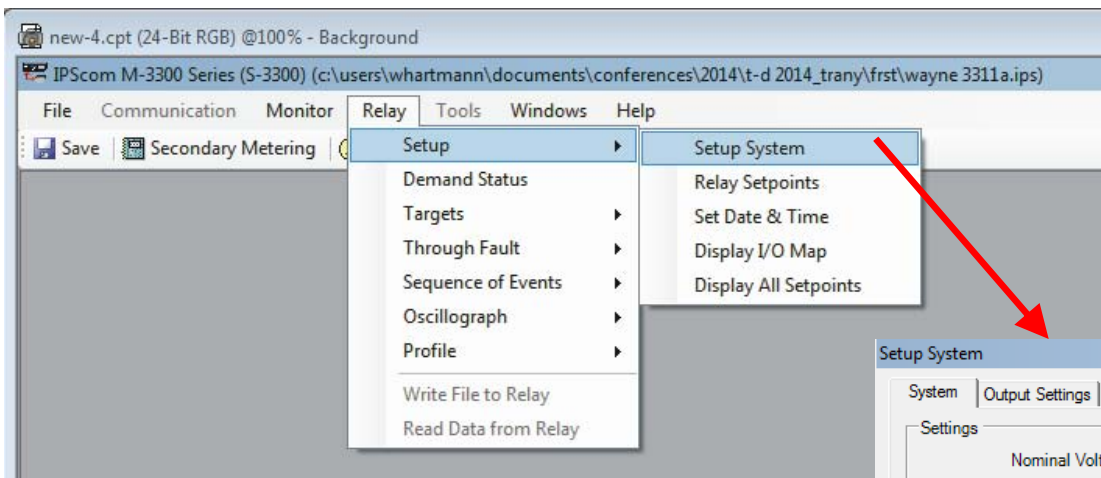 new-4.cpt (24-Bit RGB) @100% - Background
IPScom M-3300 Series (S-3300) (c:\users\whartmann\documents\conferences\2014\t-d 2014_trany\frst\wayne 3311a.ips)
File Communication Monitor Relay Tools Windows Help
Save Secondary Metering
Setup
Demand Status
Targets
Through Fault
Sequence of Events
Oscillograph
Profile
Write File to Relay
Read Data from Relay
Setup System
Relay Setpoints
Set Date & Time
Display I/O Map
Display All Setpoints
Setup System
System Output Settings
Settings
Nominal